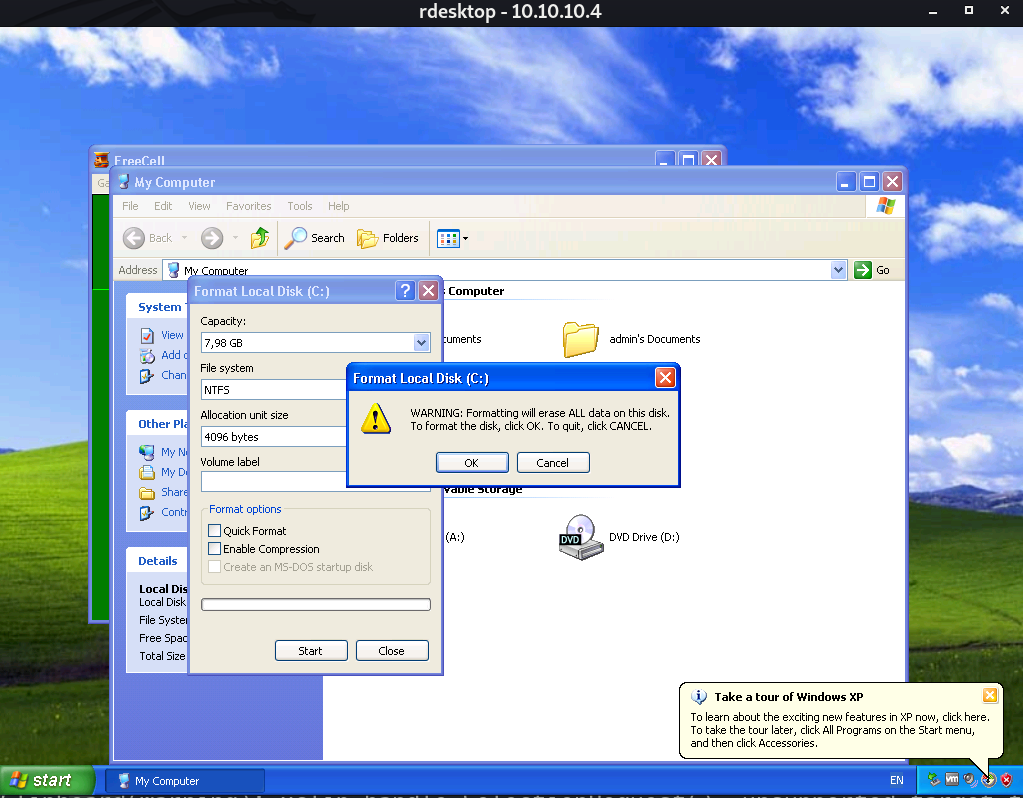 rdesktop - 10.10.10.4
FreeCell
Ga
My Computer
File Edit View Favorites Tools Help
Back Search Folders
Address My Computer Go
Format Local Disk (C:)
Capacity:
7,98 GB
File system
NTFS
Allocation unit size
4096 bytes
Volume label
Format options
Quick Format
Enable Compression
Create an MS-DOS startup disk
Start Close
System
View
Add
Chan
Other Pla
My N
My D
Share
Contr
Details
Local Dis
Local Disk
File System
Free Spac
Total Size
s Computer
cuments
admin's Documents
Format Local Disk (C:)
WARNING: Formatting will erase ALL data on this disk.
To format the disk, click OK. To quit, click CANCEL.
OK Cancel
vable Storage
(A:)
DVD
DVD Drive (D:)
Take a tour of Windows XP
To learn about the exciting new features in XP now, click here.
To take the tour later, click All Programs on the Start menu,
and then click Accessories.
start
My Computer
EN
vm